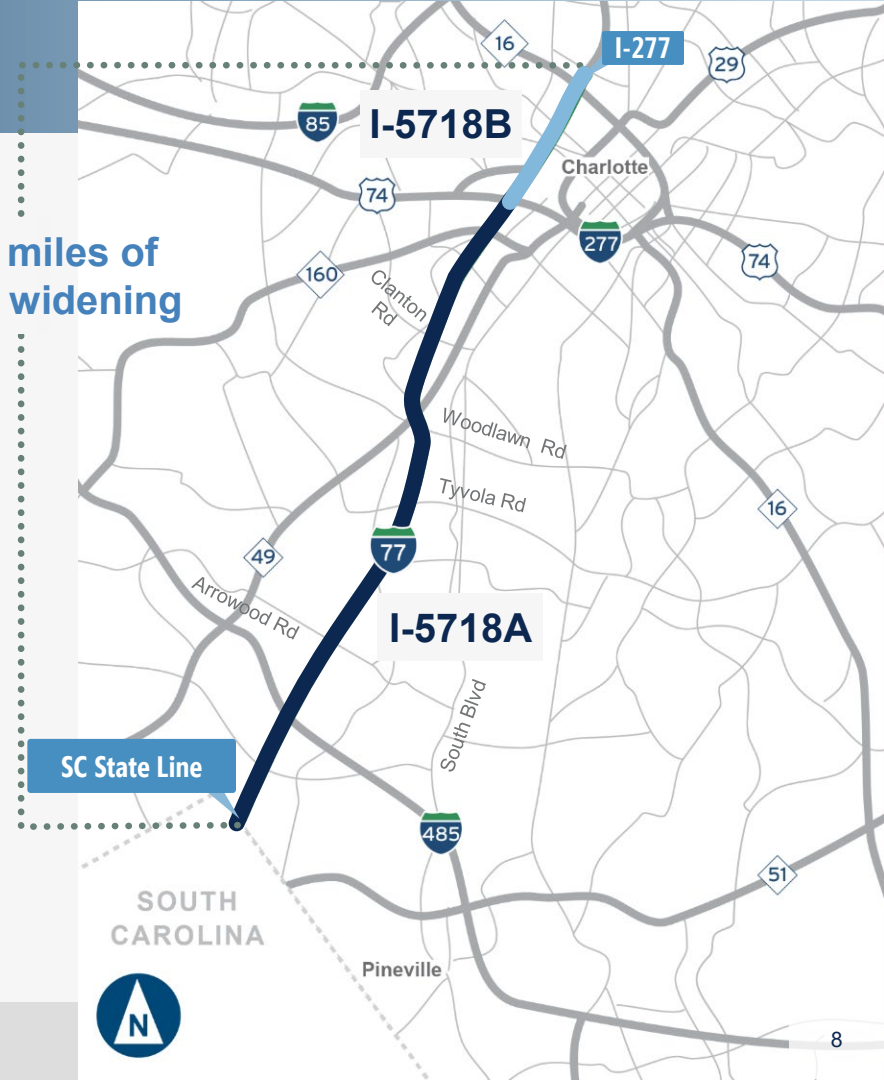 16
I-277
29
85
I-5718B
Charlotte
74
277
74
miles of
widening
160
Clanton
Rd
Woodlawn Rd
Tyvola Rd
16
77
49
Arrowood Rd
I-5718A
South Blvd
SC State Line
485
51
SOUTH
CAROLINA
Pineville
N
8